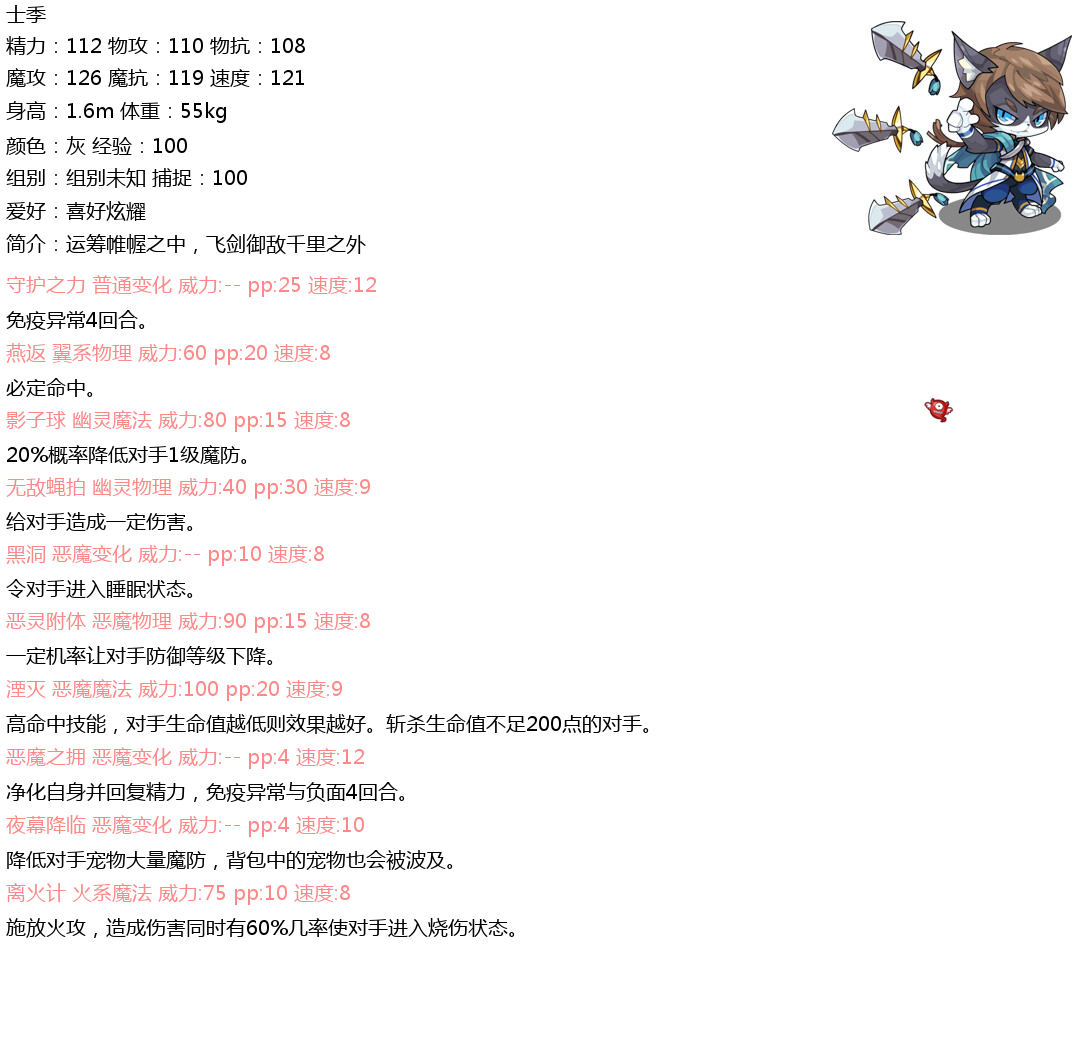 士季
精力：112 物攻：110 物抗：108
魔攻：126 魔抗：119 速度：121
身高：1.6m 体重：55kg
颜色：灰 经验：100
组别：组别未知 捕捉：100
爱好：喜好炫耀
简介：运筹帷幄之中，飞剑御敌千里之外
守护之力 普通变化 威力:-- pp:25 速度:12
免疫异常4回合。
燕返 翼系物理 威力:60 pp:20 速度:8
必定命中。
影子球 幽灵魔法 威力:80 pp:15 速度:8
20%概率降低对手1级魔防。
无敌蝇拍 幽灵物理 威力:40 pp:30 速度:9
给对手造成一定伤害。
黑洞 恶魔变化 威力:-- pp:10 速度:8
令对手进入睡眠状态。
恶灵附体 恶魔物理 威力:90 pp:15 速度:8
一定机率让对手防御等级下降。
湮灭 恶魔魔法 威力:100 pp:20 速度:9
高命中技能，对手生命值越低则效果越好。斩杀生命值不足200点的对手。
恶魔之拥 恶魔变化 威力:-- pp:4 速度:12
净化自身并回复精力，免疫异常与负面4回合。
夜幕降临 恶魔变化 威力:-- pp:4 速度:10
降低对手宠物大量魔防，背包中的宠物也会被波及。
离火计 火系魔法 威力:75 pp:10 速度:8
施放火攻，造成伤害同时有60%几率使对手进入烧伤状态。